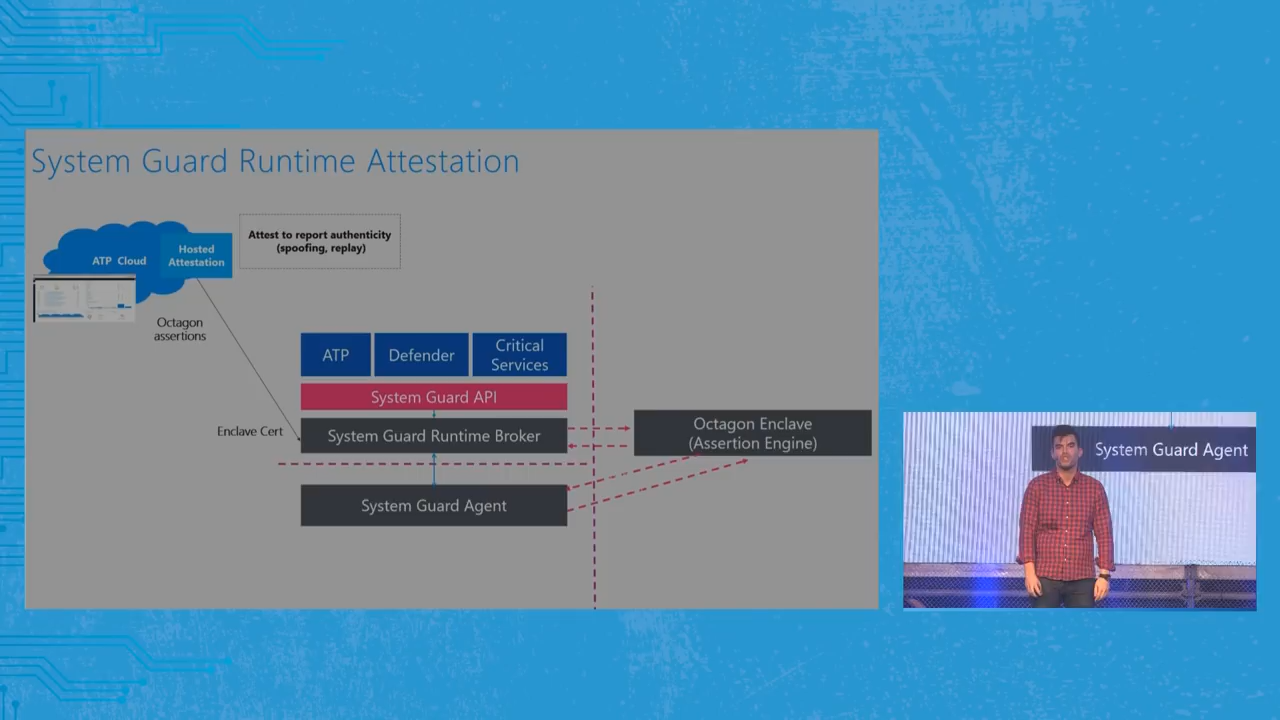 System Guard Runtime Attestation
Attest to report authenticity
(spoofing, replay)
Hosted
Attestation
ATP Cloud
Octagon
assertions
ATP
Defender
Critical
Services
System Guard API
Enclave Cert
System Guard Runtime Broker
Octagon Enclave
(Assertion Engine)
System Guard Agent
System Guard Agent